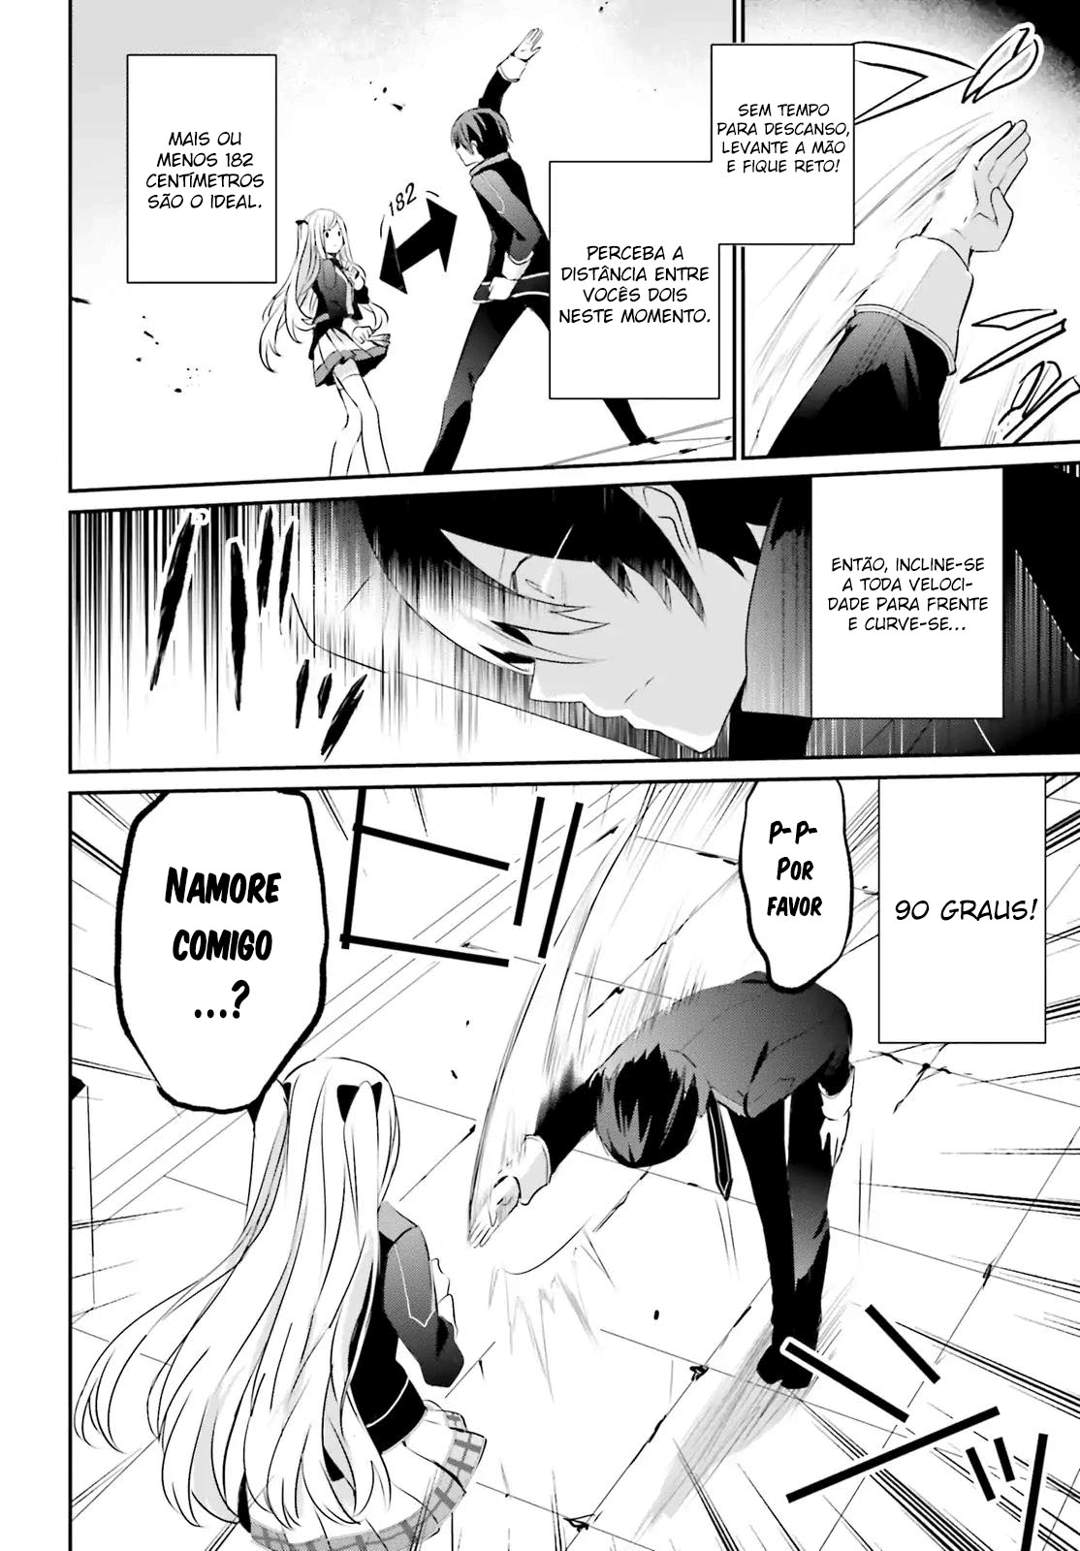 SEM TEMPO
PARA DESCANSO,
LEVANTE A MÃO
E FIQUE RETO!
PERCEBA A
DISTÂNCIA ENTRE
VOCÊS DOIS
NESTE MOMENTO.
182
MAIS OU
MENOS 182
CENTÍMETROS
SÃO O IDEAL.
ENTÃO, INCLINE-SE
A TODA VELOCI-
DADE PARA FRENTE
E CURVE-SE...
90 GRAUS!
P-P-
POR
FAVOR
NAMORE
COMIGO
...?